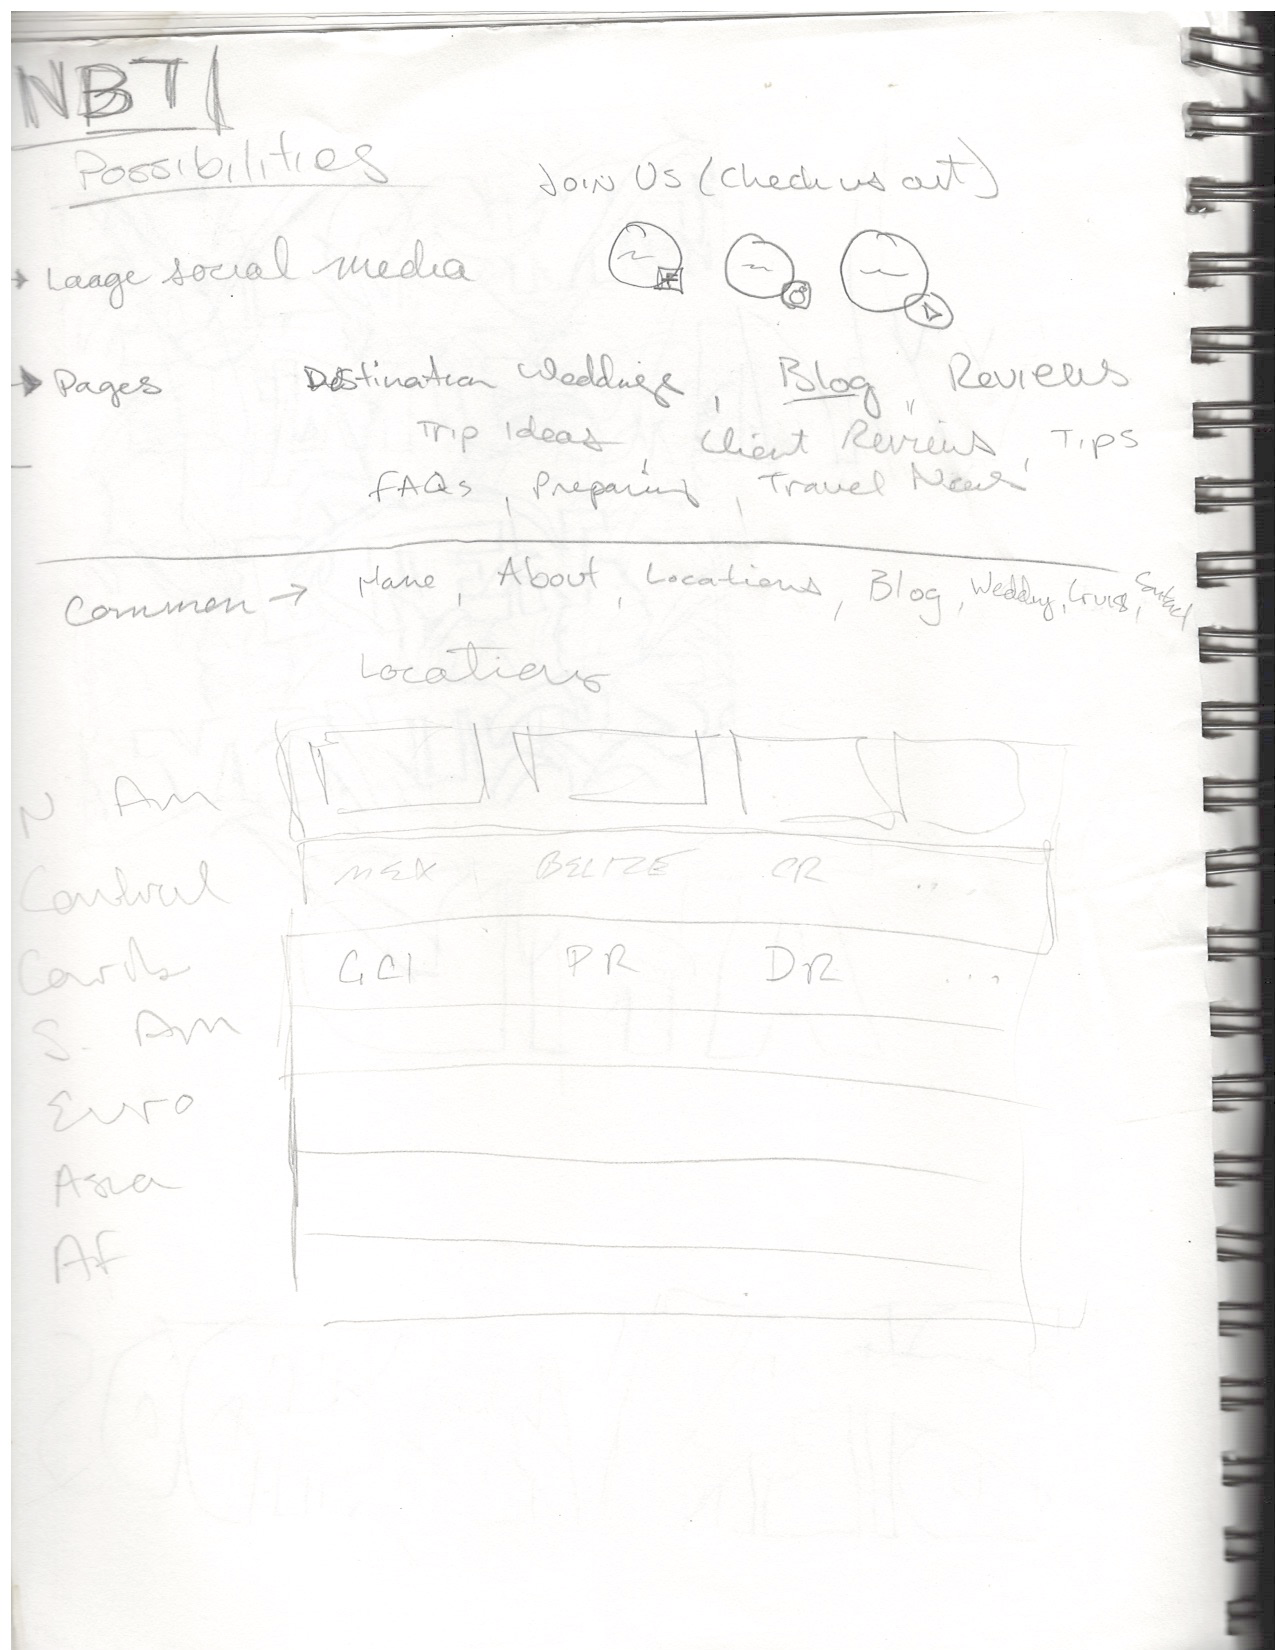 NBT
Possibilities
Join Us (Check us out)
→ Laage social media
→ Pages Destination Weddings, Blog, Reviews
Trip Ideas, Client Reviews, Tips
FAQs, Preparing, Travel News
Common → Home, About, Locations, Blog, Wedding, Cruises, Contact
Locations
N Am
Central MEX BELIZE CR ...
Carib GCI PR DR ...
S. Am
Euro
Asia
Af